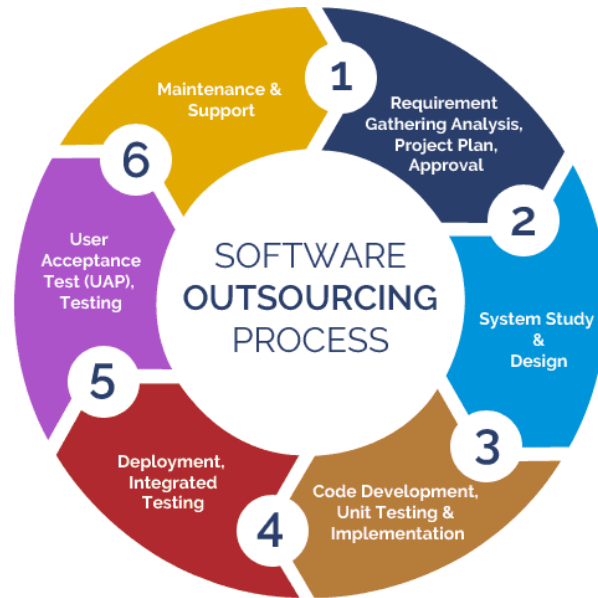 SOFTWARE
OUTSOURCING
PROCESS
1
Requirement
Gathering Analysis,
Project Plan,
Approval
2
System Study
&
Design
3
Code Development,
Unit Testing &
Implementation
4
Deployment,
Integrated
Testing
5
User
Acceptance
Test (UAP),
Testing
6
Maintenance &
Support